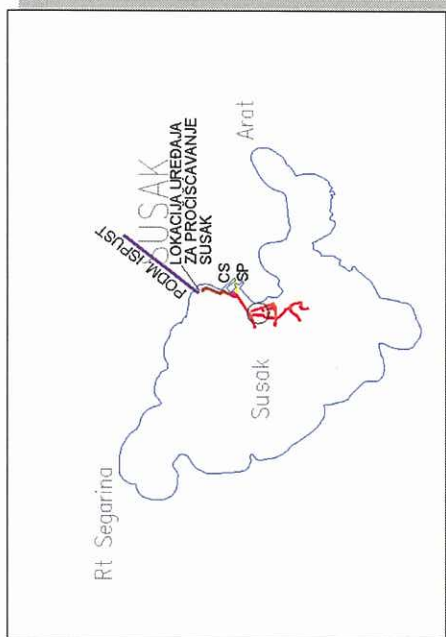 Rt Segarina
Susak
PODM. ISPUST
SUSAK
LOKACIJA UREĐAJA
ZA PROČIŠĆAVANJE
SUSAK
CS
SP
Arat